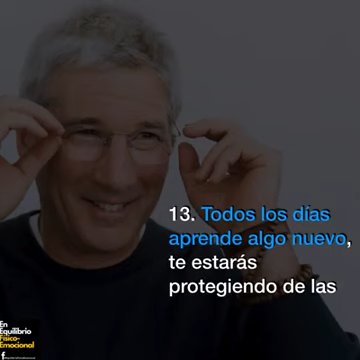 13. Todos los días
aprende algo nuevo,
te estarás
protegiendo de las
En
Equilibrio
Físico-
Emocional